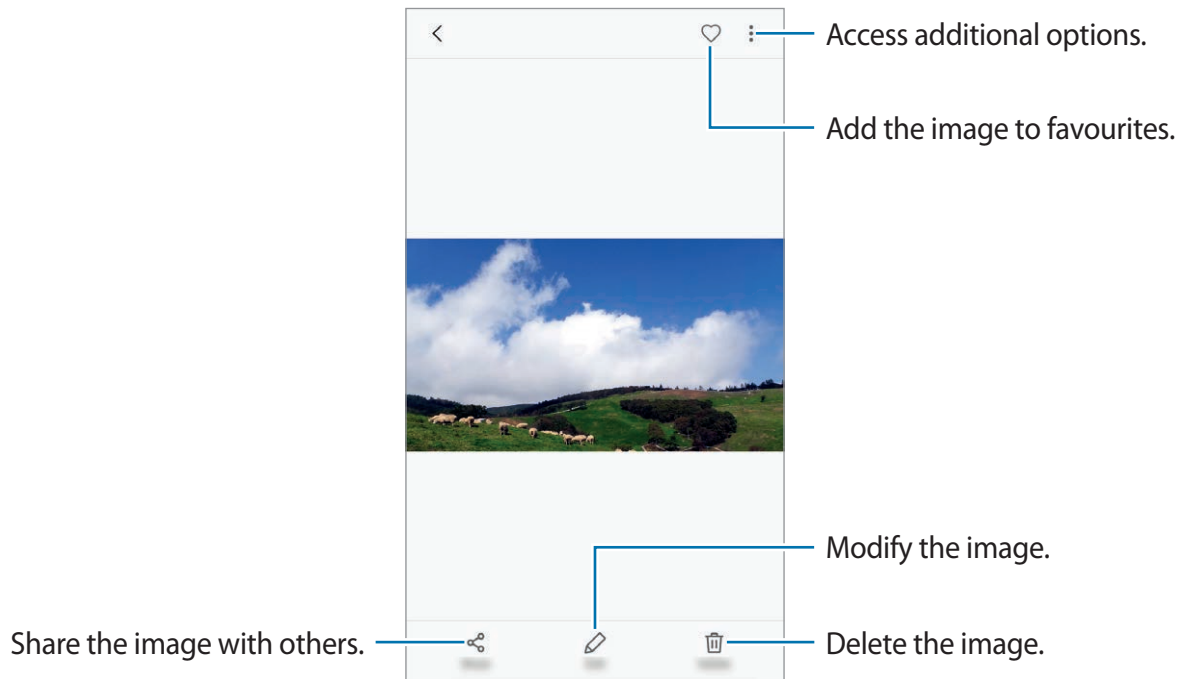 Access additional options.
Add the image to favourites.
Modify the image.
Share the image with others.
Delete the image.